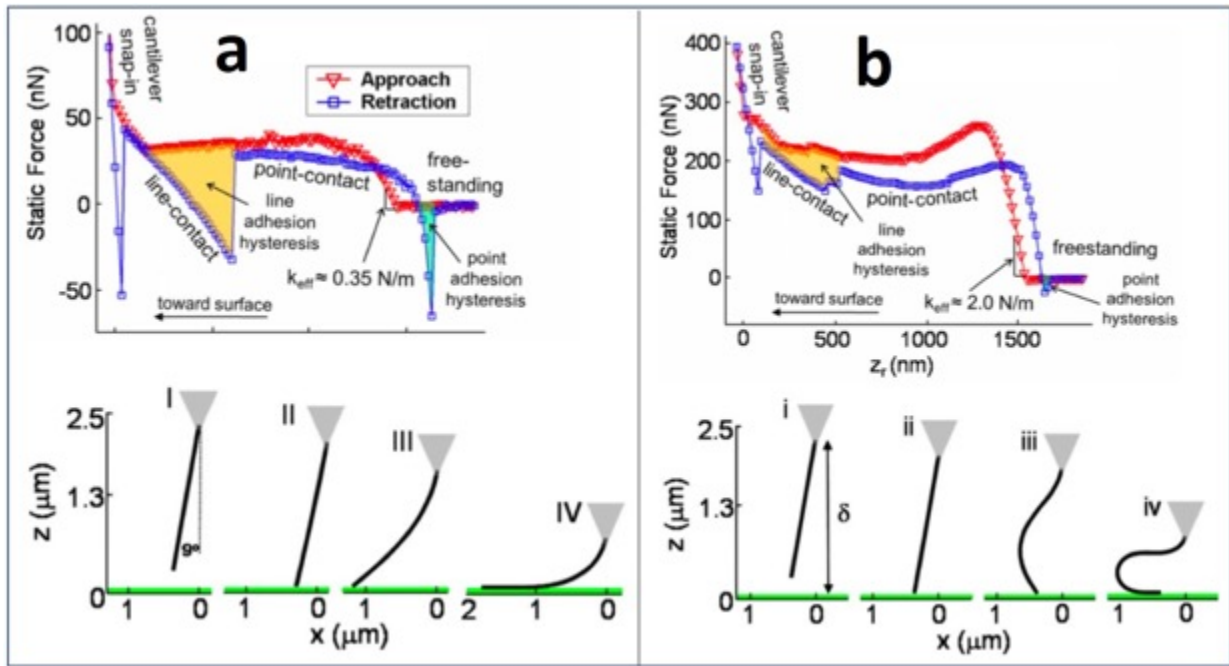 a
100
50
0
-50
Static Force (nN)
cantilever
snap-in
Approach
Retraction
line-contact
point-contact
line
adhesion
hysteresis
free-
standing
keff≈ 0.35 N/m
point
adhesion
hysteresis
toward surface
2.5
1.3
0
z (μm)
I
II
III
IV
9°
1 0
1 0
1 0
2 1 0
x (μm)
b
400
300
200
100
0
Static Force (nN)
cantilever
snap-in
line-contact
point-contact
line
adhesion
hysteresis
freestanding
keff≈ 2.0 N/m
point
adhesion
hysteresis
toward surface
0 500 1000 1500
zr (nm)
2.5
1.3
0
z (μm)
i
ii
iii
iv
δ
1 0
1 0
1 0
1 0
x (μm)